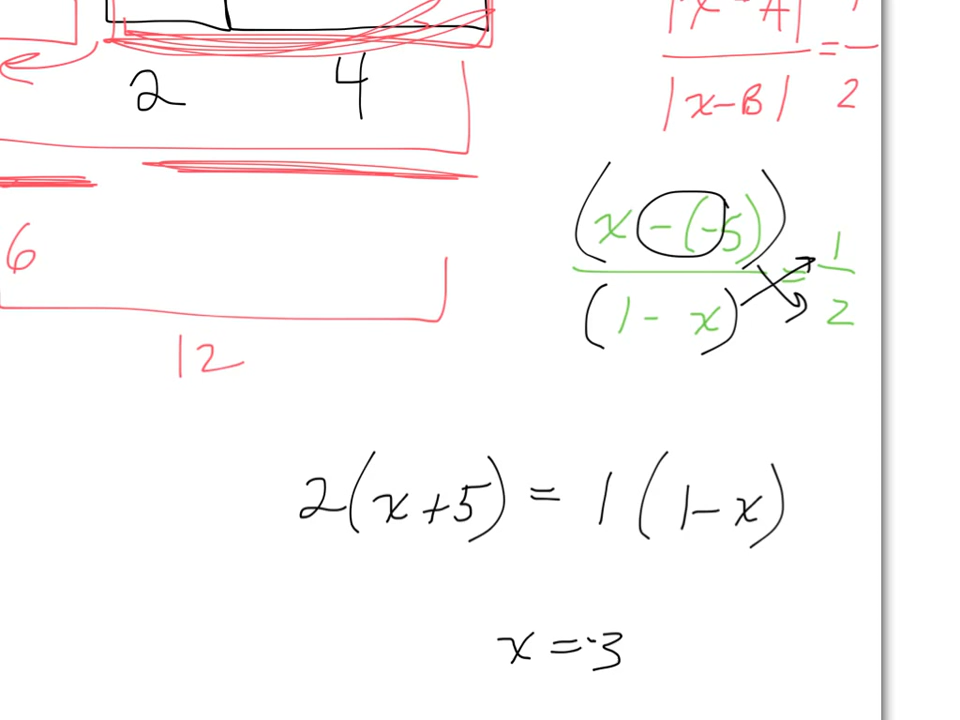 2 4
6
12
|x-A| / |x-B| = 1/2
(x-(-5)) / (1-x) = 1/2
2(x+5) = 1(1-x)
x=-3